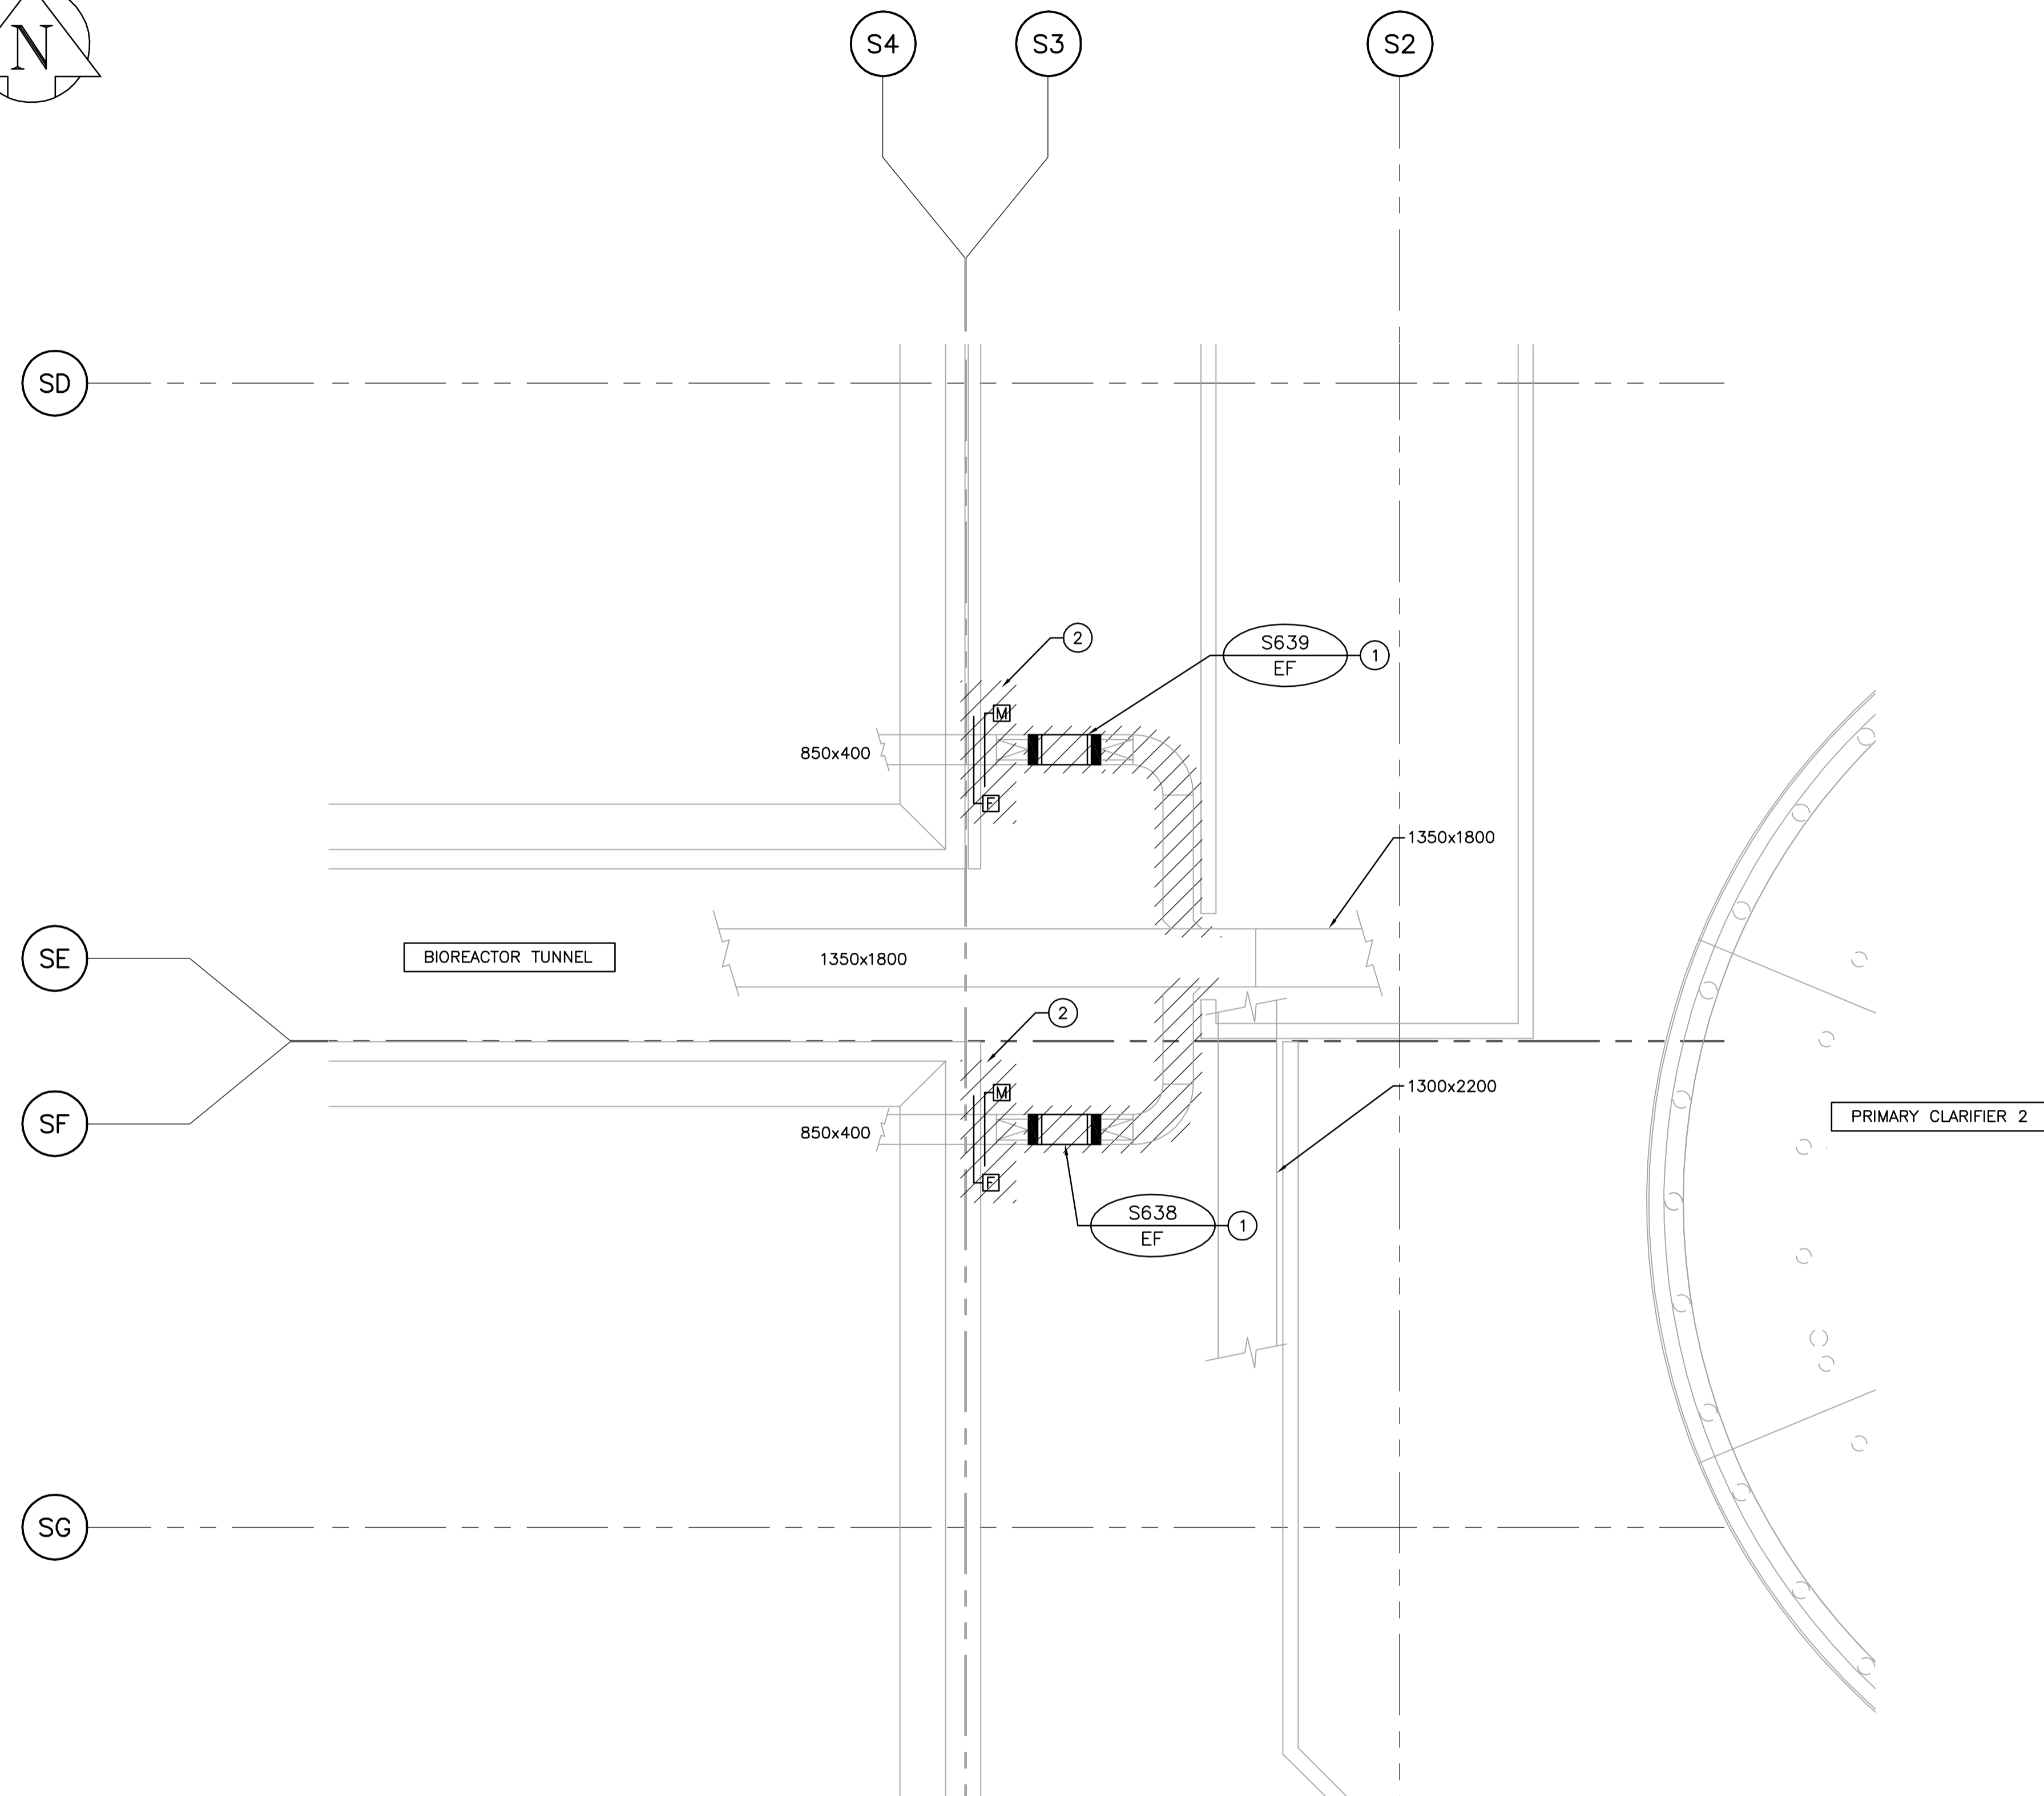 N
S4
S3
S2
SD
2
S639
EF
1
M
850x400
F
1350x1800
SE
BIOREACTOR TUNNEL
1350x1800
2
1300x2200
M
SF
850x400
PRIMARY CLARIFIER 2
F
S638
EF
1
SG